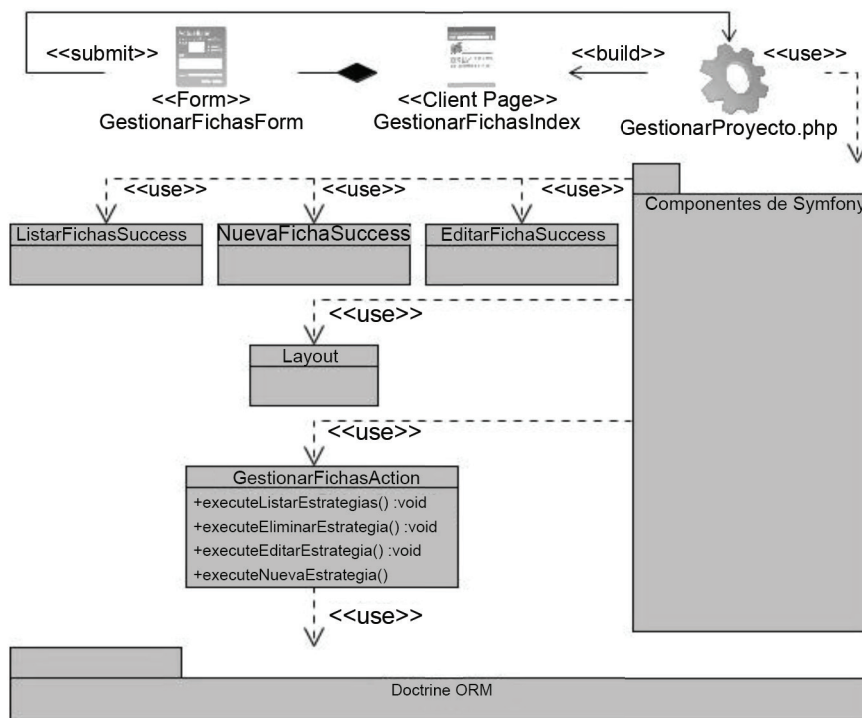 <<submit>>
<<build>>
<<use>>
<<Form>>
GestionarFichasForm
<<Client Page>>
GestionarFichasIndex
GestionarProyecto.php
<<use>>
<<use>>
<<use>>
Componentes de Symfony
ListarFichasSuccess
NuevaFichaSuccess
EditarFichaSuccess
<<use>>
Layout
<<use>>
GestionarFichasAction
+executeListarEstrategias() :void
+executeEliminarEstrategia() :void
+executeEditarEstrategia() :void
+executeNuevaEstrategia()
<<use>>
Doctrine ORM